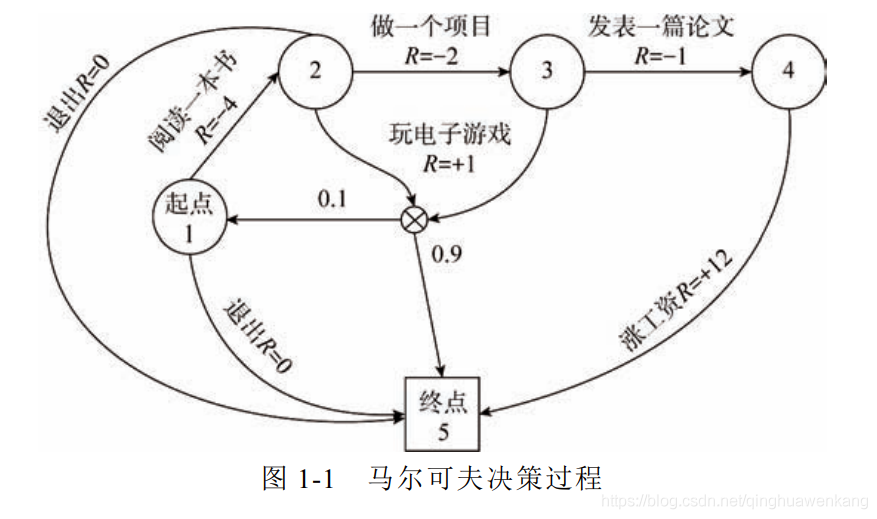 做一个项目
R=−2
发表一篇论文
R=−1
退出R=0
阅读一本书
R=−4
2
3
4
玩电子游戏
R=+1
起点
1
0.1
0.9
退出R=0
涨工资R=+12
终点
5
图 1-1 马尔可夫决策过程
https://blog.csdn.net/qinghuawenkang